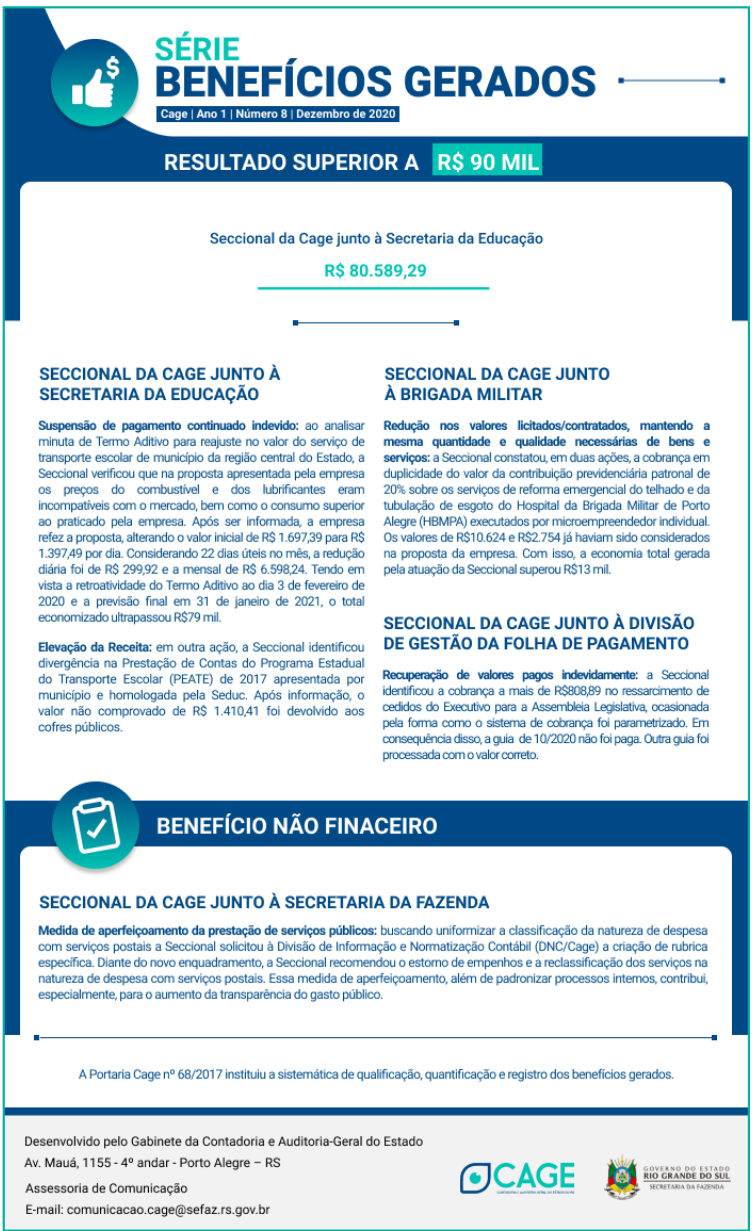 SÉRIE
BENEFÍCIOS GERADOS
Cage | Ano 1 | Número 8 | Dezembro de 2020
RESULTADO SUPERIOR A R$ 90 MIL
Seccional da Cage junto à Secretaria da Educação
R$ 80.589,29
SECCIONAL DA CAGE JUNTO À
SECRETARIA DA EDUCAÇÃO
Suspensão de pagamento continuado indevido: ao analisar
minuta de Termo Aditivo para reajuste no valor do serviço de
transporte escolar de município da região central do Estado, a
Seccional verificou que na proposta apresentada pela empresa
os preços do combustível e dos lubrificantes eram
incompatíveis com o mercado, bem como o consumo superior
ao praticado pela empresa. Após ser informada, a empresa
refez a proposta, alterando o valor inicial de R$ 1.697,39 para R$
1.397,49 por dia. Considerando 22 dias úteis no mês, a redução
diária foi de R$ 299,92 e a mensal de R$ 6.598,24. Tendo em
vista a retroatividade do Termo Aditivo ao dia 3 de fevereiro de
2020 e a previsão final em 31 de janeiro de 2021, o total
economizado ultrapassou R$79 mil.
Elevação da Receita: em outra ação, a Seccional identificou
divergência na Prestação de Contas do Programa Estadual
do Transporte Escolar (PEATE) de 2017 apresentada por
município e homologada pela Seduc. Após informação, o
valor não comprovado de R$ 1.410,41 foi devolvido aos
cofres públicos.
SECCIONAL DA CAGE JUNTO
À BRIGADA MILITAR
Redução nos valores licitados/contratados, mantendo a
mesma quantidade e qualidade necessárias de bens e
serviços: a Seccional constatou, em duas ações, a cobrança em
duplicidade do valor da contribuição previdenciária patronal de
20% sobre os serviços de reforma emergencial do telhado e da
tubulação de esgoto do Hospital da Brigada Militar de Porto
Alegre (HBMPA) executados por microempreendedor individual.
Os valores de R$10.624 e R$2.754 já haviam sido considerados
na proposta da empresa. Com isso, a economia total gerada
pela atuação da Seccional superou R$13 mil.
SECCIONAL DA CAGE JUNTO À DIVISÃO
DE GESTÃO DA FOLHA DE PAGAMENTO
Recuperação de valores pagos indevidamente: a Seccional
identificou a cobrança a mais de R$808,89 no ressarcimento de
cedidos do Executivo para a Assembleia Legislativa, ocasionada
pela forma como o sistema de cobrança foi parametrizado. Em
consequência disso, a guia de 10/2020 não foi paga. Outra guia foi
processada com o valor correto.
BENEFÍCIO NÃO FINACEIRO
SECCIONAL DA CAGE JUNTO À SECRETARIA DA FAZENDA
Medida de aperfeiçoamento da prestação de serviços públicos: buscando uniformizar a classificação da natureza de despesa
com serviços postais a Seccional solicitou à Divisão de Informação e Normatização Contábil (DNC/Cage) a criação de rubrica
específica. Diante do novo enquadramento, a Seccional recomendou o estorno de empenhos e a reclassificação dos serviços na
natureza de despesa com serviços postais. Essa medida de aperfeiçoamento, além de padronizar processos internos, contribui,
especialmente, para o aumento da transparência do gasto público.
A Portaria Cage nº 68/2017 instituiu a sistemática de qualificação, quantificação e registro dos benefícios gerados.
Desenvolvido pelo Gabinete da Contadoria e Auditoria-Geral do Estado
Av. Mauá, 1155 - 4º andar - Porto Alegre – RS
Assessoria de Comunicação
E-mail: comunicacao.cage@sefaz.rs.gov.br
CAGE
GOVERNO DO ESTADO
RIO GRANDE DO SUL
SECRETARIA DA FAZENDA